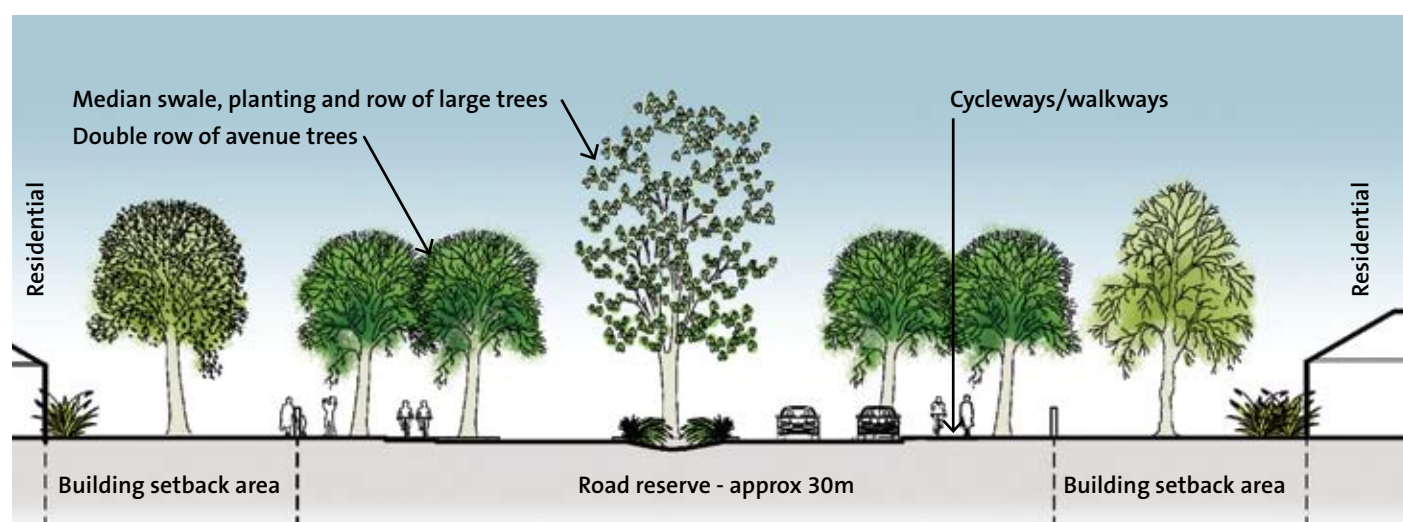 Median swale, planting and row of large trees
Double row of avenue trees
Cycleways/walkways
Residential
Residential
Building setback area
Road reserve - approx 30m
Building setback area